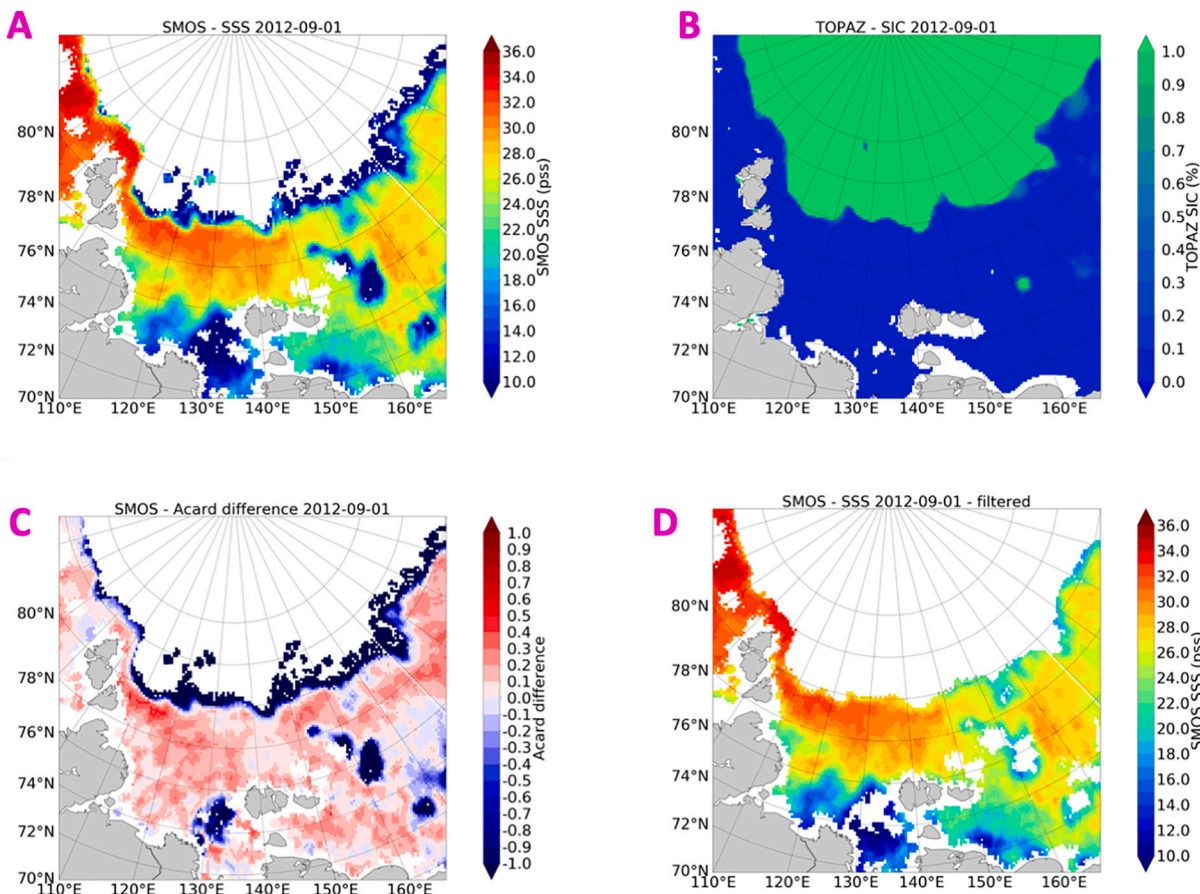 A
SMOS - SSS 2012-09-01
80°N
78°N
76°N
74°N
72°N
70°N
110°E 120°E 130°E 140°E 150°E 160°E
36.0
34.0
32.0
30.0
28.0
26.0
24.0
22.0
20.0
18.0
16.0
14.0
12.0
10.0
SMOS SSS (pss)
B
TOPAZ - SIC 2012-09-01
80°N
78°N
76°N
74°N
72°N
70°N
110°E 120°E 130°E 140°E 150°E 160°E
1.0
0.9
0.8
0.7
0.6
0.5
0.4
0.3
0.2
0.1
0.0
TOPAZ SIC (%)
C
SMOS - Acard difference 2012-09-01
80°N
78°N
76°N
74°N
72°N
70°N
110°E 120°E 130°E 140°E 150°E 160°E
1.0
0.9
0.8
0.7
0.6
0.5
0.4
0.3
0.2
0.1
0.0
-0.1
-0.2
-0.3
-0.4
-0.5
-0.6
-0.7
-0.8
-0.9
-1.0
Acard difference
D
SMOS - SSS 2012-09-01 - filtered
80°N
78°N
76°N
74°N
72°N
70°N
110°E 120°E 130°E 140°E 150°E 160°E
36.0
34.0
32.0
30.0
28.0
26.0
24.0
22.0
20.0
18.0
16.0
14.0
12.0
10.0
SMOS_SSS (pss)